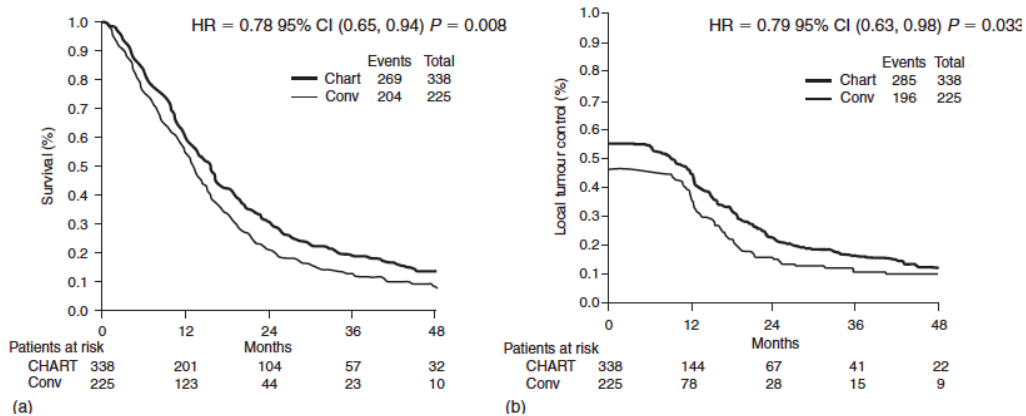 HR = 0.78 95% CI (0.65, 0.94) P = 0.008
Events Total
Chart 269 338
Conv 204 225
Survival (%)
1.0
0.9
0.8
0.7
0.6
0.5
0.4
0.3
0.2
0.1
0.0
0 12 24 36 48
Months
Patients at risk
CHART 338 201 104 57 32
Conv 225 123 44 23 10
(a)
HR = 0.79 95% CI (0.63, 0.98) P = 0.033
Events Total
Chart 285 338
Conv 196 225
Local tumour control (%)
1.0
0.9
0.8
0.7
0.6
0.5
0.4
0.3
0.2
0.1
0.0
0 12 24 36 48
Months
Patients at risk
CHART 338 144 67 41 22
Conv 225 78 28 15 9
(b)